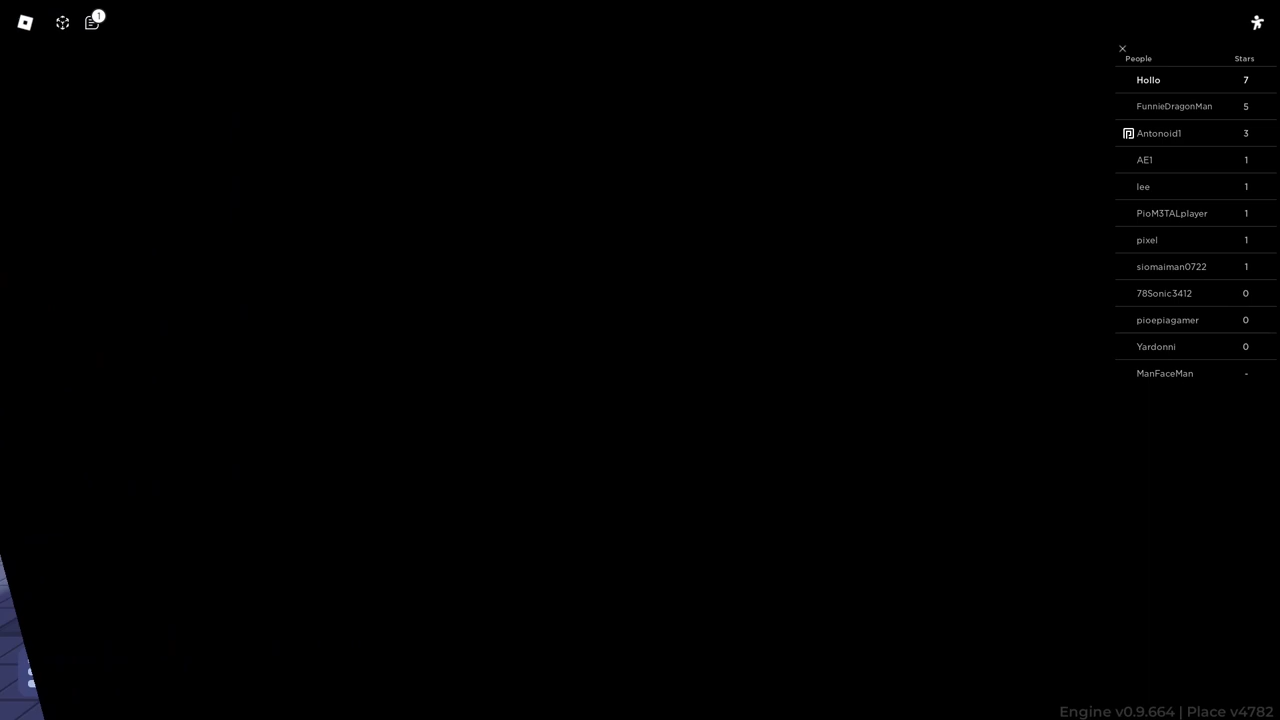 1
People Stars
Hollo 7
FunnieDragonMan 5
Antonoid1 3
AE1 1
lee 1
PioM3TALplayer 1
pixel 1
siomaiman0722 1
78Sonic3412 0
pioepiagamer 0
Yardonni 0
ManFaceMan -
Engine v0.9.664 | Place v4782